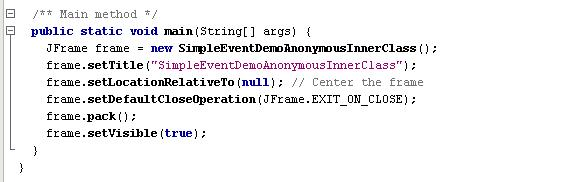 /** Main method */
public static void main(String[] args) {
JFrame frame = new SimpleEventDemoAnonymousInnerClass();
frame.setTitle("SimpleEventDemoAnonymousInnerClass");
frame.setLocationRelativeTo(null); // Center the frame
frame.setDefaultCloseOperation(JFrame.EXIT_ON_CLOSE);
frame.pack();
frame.setVisible(true);
}
}